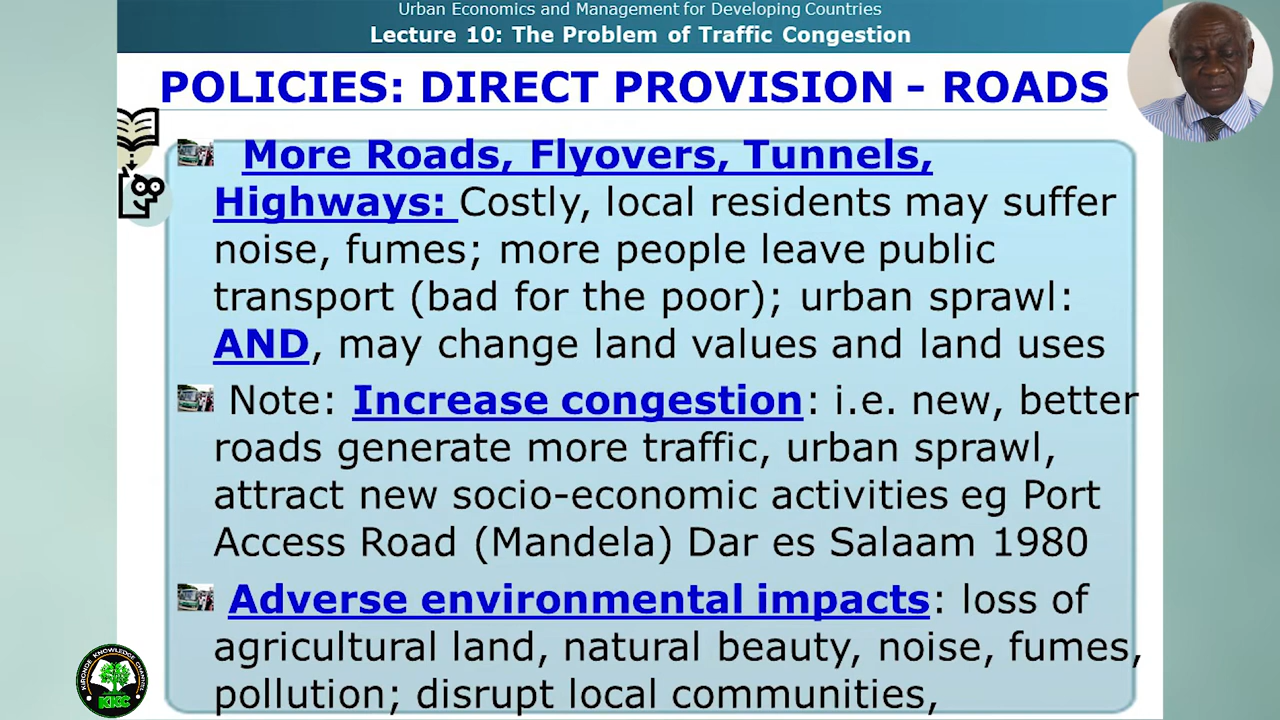 Urban Economics and Management for Developing Countries
Lecture 10: The Problem of Traffic Congestion
POLICIES: DIRECT PROVISION - ROADS
More Roads, Flyovers, Tunnels,
Highways: Costly, local residents may suffer
noise, fumes; more people leave public
transport (bad for the poor); urban sprawl:
AND, may change land values and land uses
Note: Increase congestion: i.e. new, better
roads generate more traffic, urban sprawl,
attract new socio-economic activities eg Port
Access Road (Mandela) Dar es Salaam 1980
Adverse environmental impacts: loss of
agricultural land, natural beauty, noise, fumes,
pollution; disrupt local communities,
KIRONDE KNOWLEDGE CHANNEL
KKC